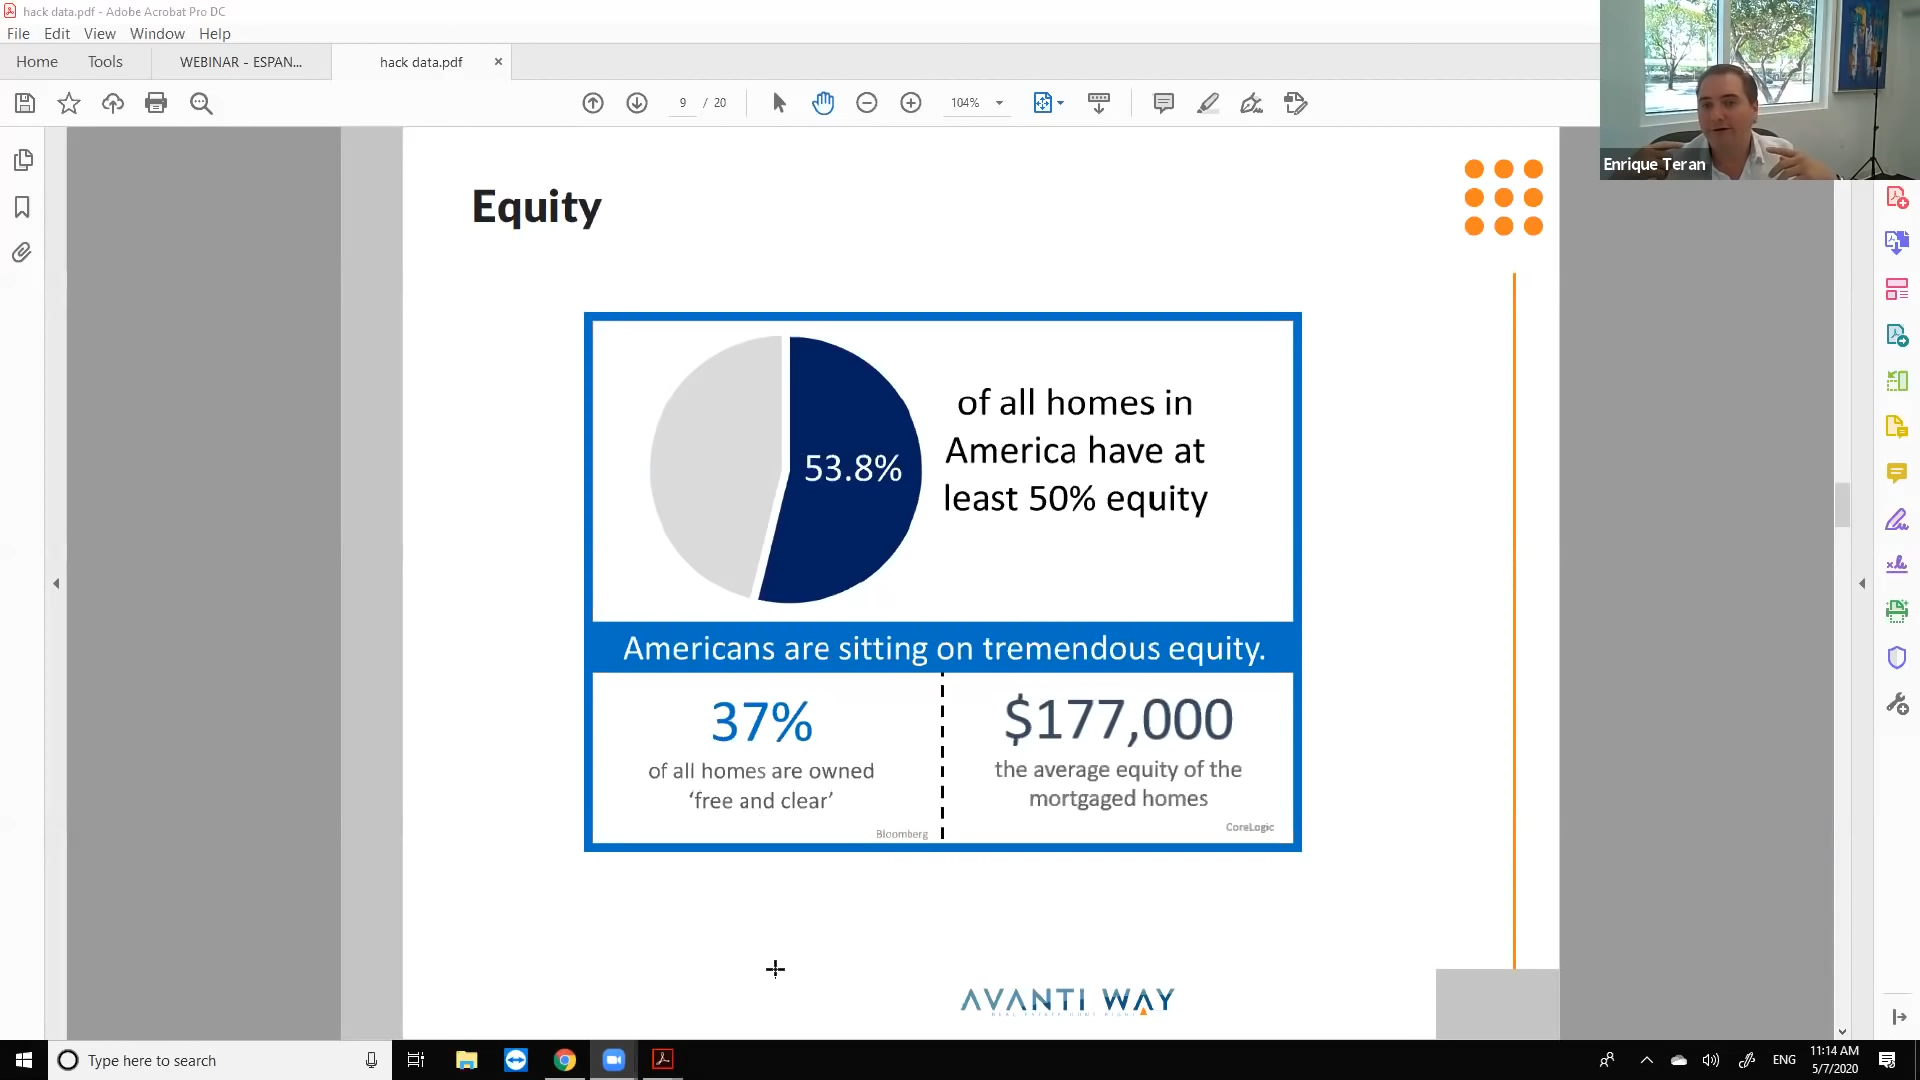 hack data.pdf - Adobe Acrobat Pro DC
File Edit View Window Help
Home Tools WEBINAR - ESPAN... hack data.pdf ×
9 / 20 104%
Enrique Teran
Equity
53.8%
of all homes in
America have at
least 50% equity
Americans are sitting on tremendous equity.
37%
of all homes are owned
‘free and clear’
Bloomberg
$177,000
the average equity of the
mortgaged homes
CoreLogic
AVANTI WAY
Type here to search
ENG
11:14 AM
5/7/2020